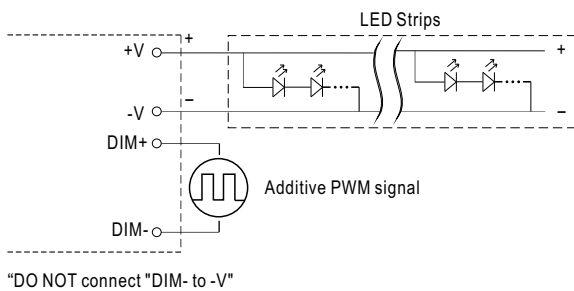 LED Strips
+V + +
-V – –
DIM+
Additive PWM signal
DIM-
“DO NOT connect "DIM- to -V"